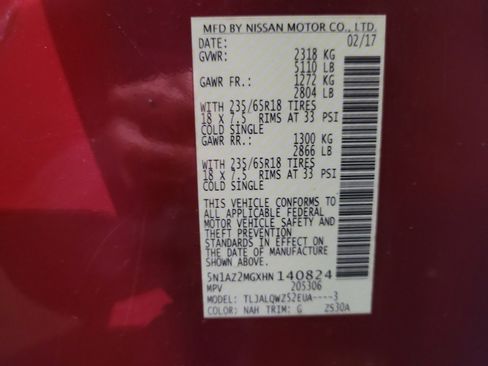 MFD BY NISSAN MOTOR CO., LTD.
DATE: 02/17
GVWR: 2318 KG
5110 LB
GAWR FR.: 1272 KG
2804 LB
WITH 235/65R18 TIRES
18 x 7.5 RIMS AT 33 PSI
COLD SINGLE
GAWR RR.: 1300 KG
2866 LB
WITH 235/65R18 TIRES
18 x 7.5 RIMS AT 33 PSI
COLD SINGLE
THIS VEHICLE CONFORMS TO
ALL APPLICABLE FEDERAL
MOTOR VEHICLE SAFETY AND
THEFT PREVENTION
STANDARDS IN EFFECT ON
THE DATE OF MANUFACTURE
SHOWN ABOVE.
5N1AZ2MGXHN140824
MPV 205306
MODEL: TLJALQWZ52EUA----3
COLOR: NAH TRIM: G ZS30A